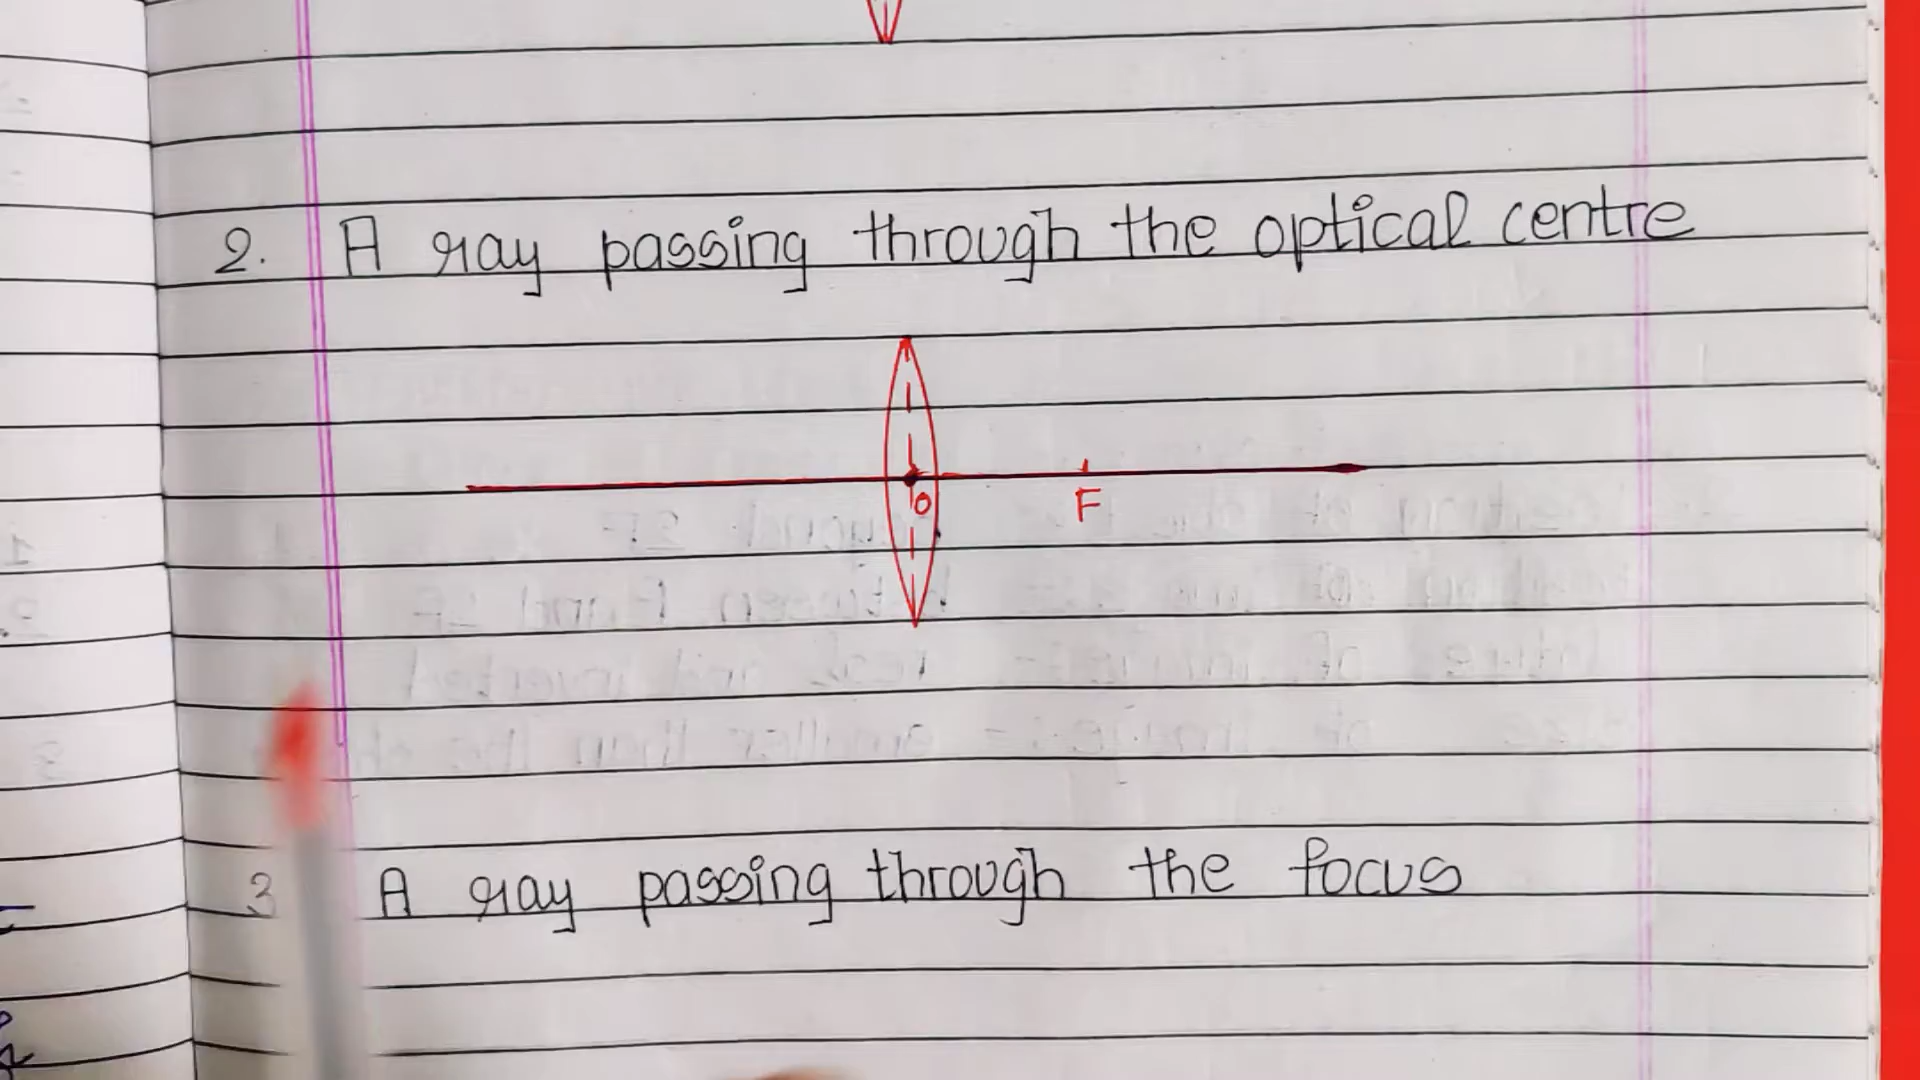 2. A ray passing through the optical centre
O
F
3 A ray passing through the focus